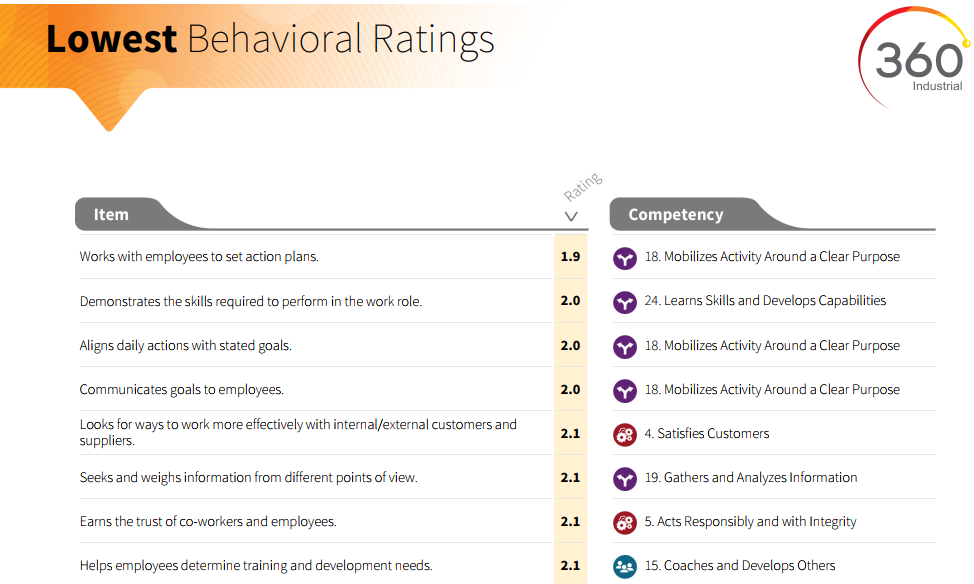 Lowest Behavioral Ratings
360
Industrial
Rating
Item
Competency
Works with employees to set action plans. 1.9 18. Mobilizes Activity Around a Clear Purpose
Demonstrates the skills required to perform in the work role. 2.0 24. Learns Skills and Develops Capabilities
Aligns daily actions with stated goals. 2.0 18. Mobilizes Activity Around a Clear Purpose
Communicates goals to employees. 2.0 18. Mobilizes Activity Around a Clear Purpose
Looks for ways to work more effectively with internal/external customers and
suppliers. 2.1 4. Satisfies Customers
Seeks and weighs information from different points of view. 2.1 19. Gathers and Analyzes Information
Earns the trust of co-workers and employees. 2.1 5. Acts Responsibly and with Integrity
Helps employees determine training and development needs. 2.1 15. Coaches and Develops Others